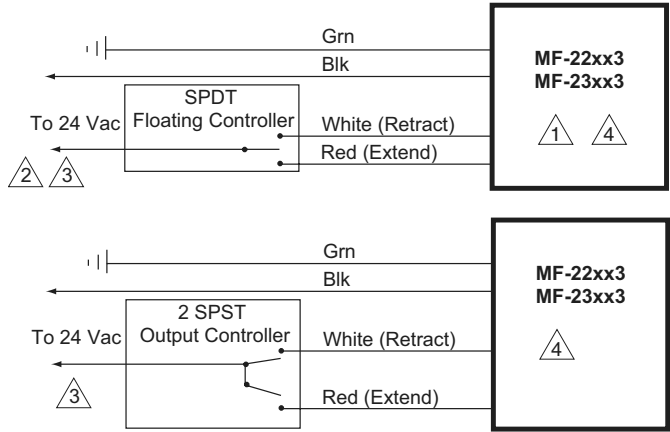 Grn
Blk
MF-22xx3
MF-23xx3
SPDT
Floating Controller
To 24 Vac
White (Retract)
Red (Extend)
1
4
2
3
Grn
Blk
MF-22xx3
MF-23xx3
2 SPST
Output Controller
To 24 Vac
White (Retract)
Red (Extend)
4
3